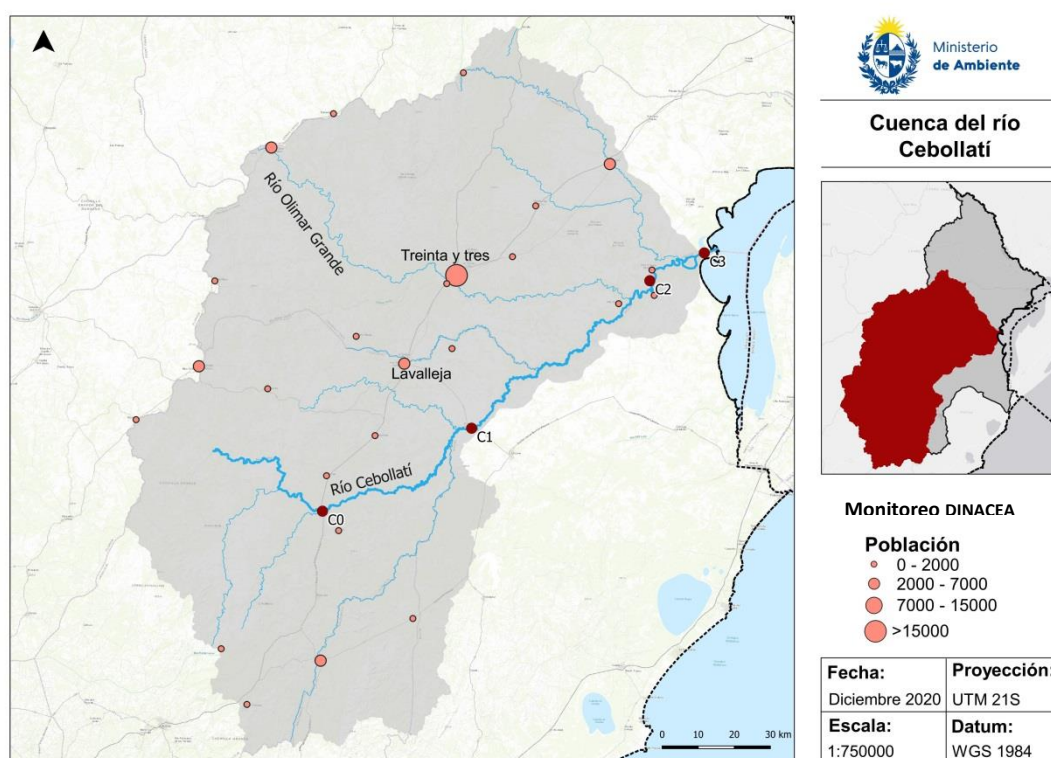 Río Olimar Grande
Treinta y tres
C3
C2
Lavalleja
C1
Río Cebollatí
C0
0 10 20 30 km
Ministerio
de Ambiente
Cuenca del río
Cebollatí
Monitoreo DINACEA
Población
0 - 2000
2000 - 7000
7000 - 15000
>15000
Fecha:
Diciembre 2020
Proyección:
UTM 21S
Escala:
1:750000
Datum:
WGS 1984